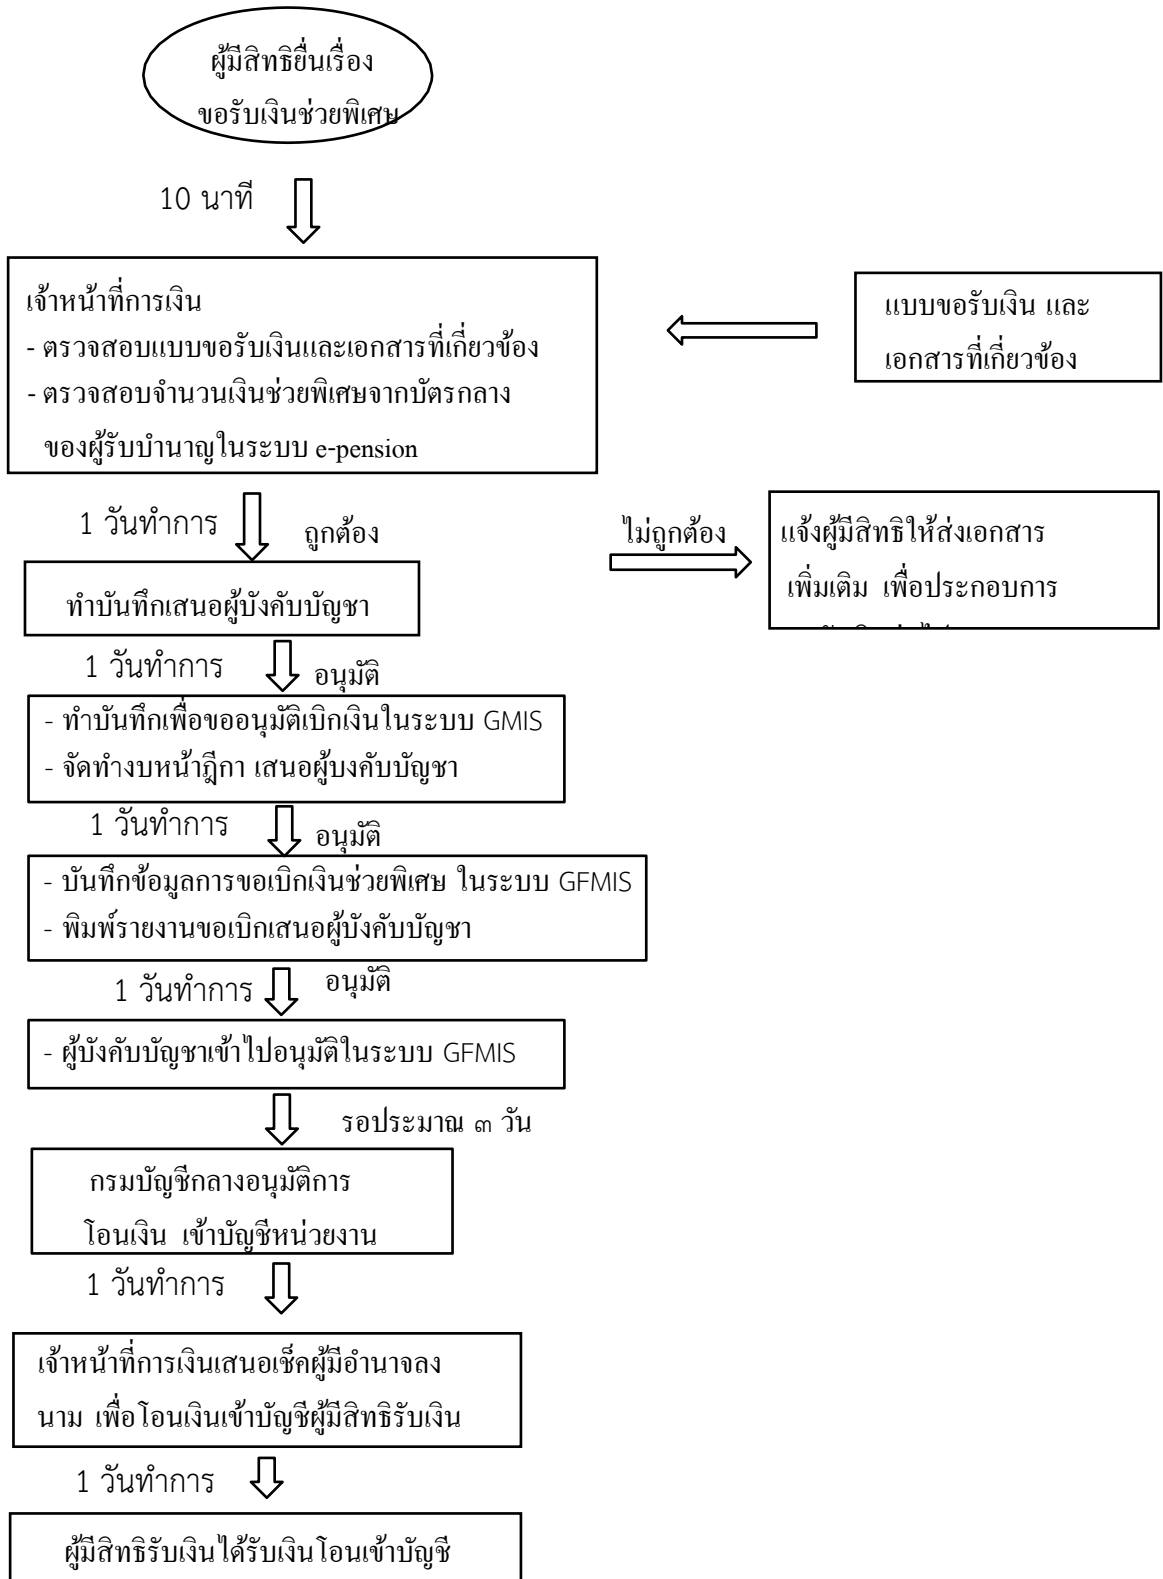 ผู้มีสิทธิยื่นเรื่อง
ขอรับเงินช่วยพิเศษ
10 นาที
เจ้าหน้าที่การเงิน
- ตรวจสอบแบบขอรับเงินและเอกสารที่เกี่ยวข้อง
- ตรวจสอบจำนวนเงินช่วยพิเศษจากบัตรกลาง
ของผู้รับบำนาญในระบบ e-pension
แบบขอรับเงิน และ
เอกสารที่เกี่ยวข้อง
1 วันทำการ
ถูกต้อง
ไม่ถูกต้อง
แจ้งผู้มีสิทธิให้ส่งเอกสาร
เพิ่มเติม เพื่อประกอบการ
ทำบันทึกเสนอผู้บังคับบัญชา
1 วันทำการ
อนุมัติ
- ทำบันทึกเพื่อขออนุมัติเบิกเงินในระบบ GMIS
- จัดทำงบหน้าฎีกา เสนอผู้บงคับบัญชา
1 วันทำการ
อนุมัติ
- บันทึกข้อมูลการขอเบิกเงินช่วยพิเศษ ในระบบ GFMIS
- พิมพ์รายงานขอเบิกเสนอผู้บังคับบัญชา
1 วันทำการ
อนุมัติ
- ผู้บังคับบัญชาเข้าไปอนุมัติในระบบ GFMIS
รอประมาณ ๓ วัน
กรมบัญชีกลางอนุมัติการ
โอนเงิน เข้าบัญชีหน่วยงาน
1 วันทำการ
เจ้าหน้าที่การเงินเสนอเช็คผู้มีอำนาจลง
นาม เพื่อโอนเงินเข้าบัญชีผู้มีสิทธิรับเงิน
1 วันทำการ
ผู้มีสิทธิรับเงินได้รับเงินโอนเข้าบัญชี